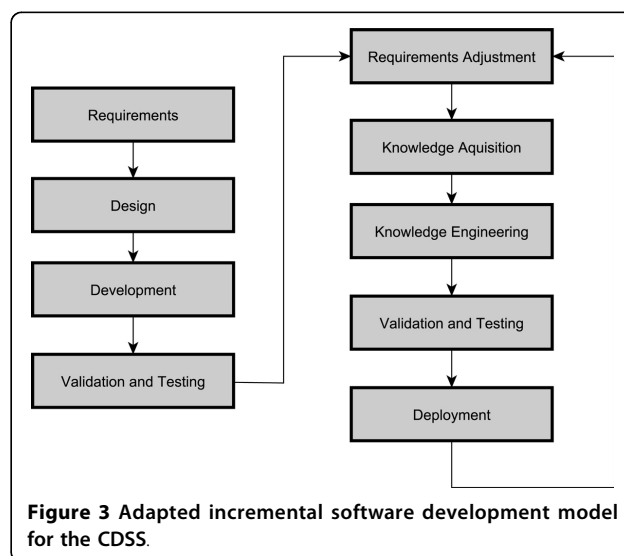 Requirements
Design
Development
Validation and Testing
Requirements Adjustment
Knowledge Aquisition
Knowledge Engineering
Validation and Testing
Deployment
Figure 3 Adapted incremental software development model
for the CDSS.